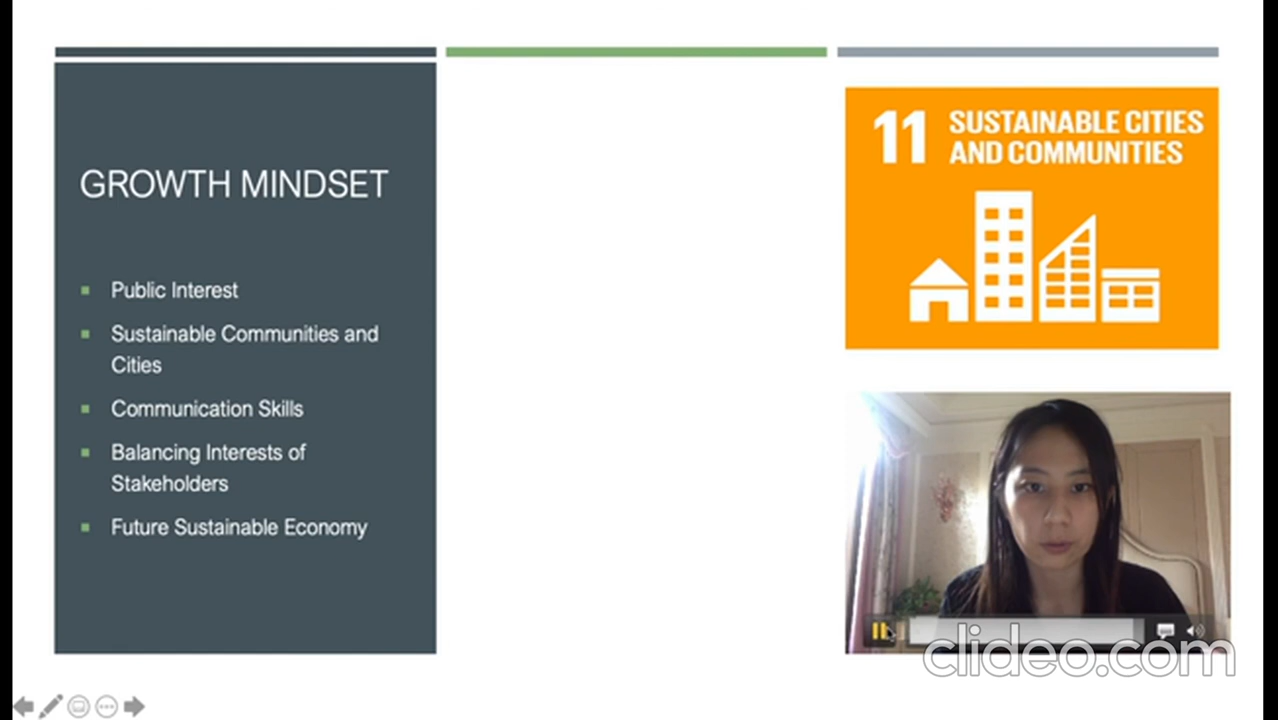 GROWTH MINDSET
Public Interest
Sustainable Communities and
Cities
Communication Skills
Balancing Interests of
Stakeholders
Future Sustainable Economy
11 SUSTAINABLE CITIES
AND COMMUNITIES
clideo.com